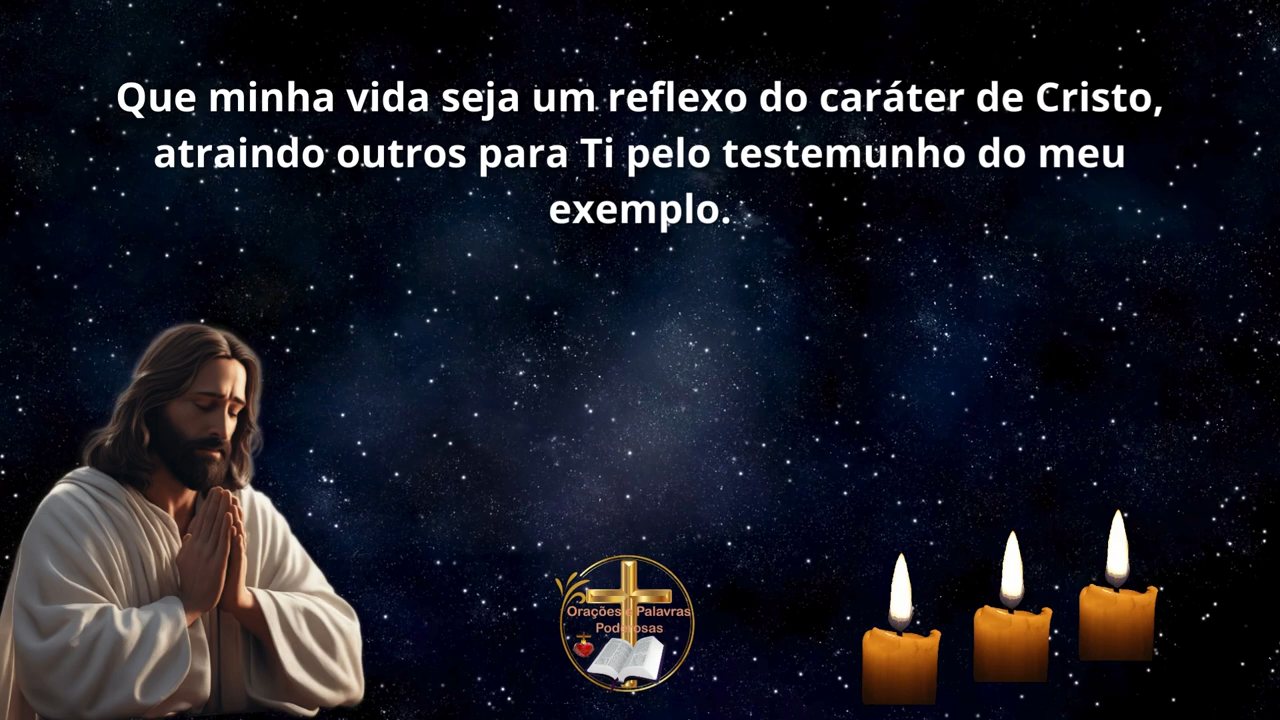 Que minha vida seja um reflexo do caráter de Cristo,
atraindo outros para Ti pelo testemunho do meu
exemplo.
Orações e Palavras
Poderosas